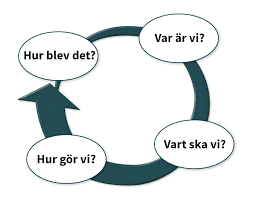 Var är vi?
Vart ska vi?
Hur gör vi?
Hur blev det?